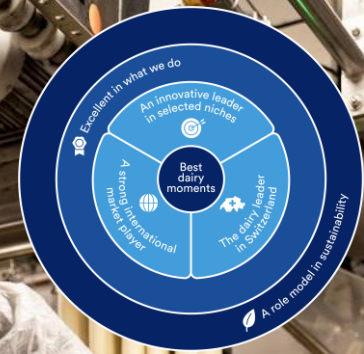 Excellent in what we do
An innovative leader
in selected niches
Best
dairy
moments
A strong international
market player
The dairy leader
in Switzerland
A role model in sustainability